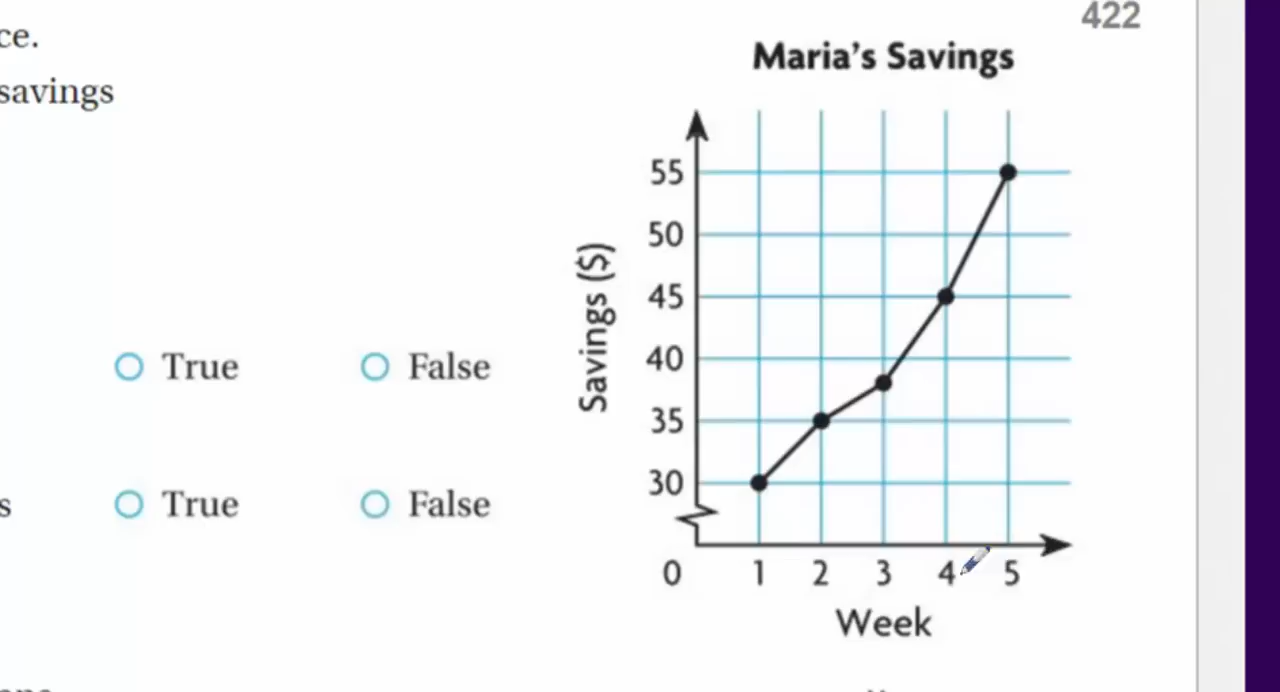 422
ce.
savings
Maria's Savings
55
50
45
40
35
30
Savings ($)
True False
s True False
0 1 2 3 4 5
Week